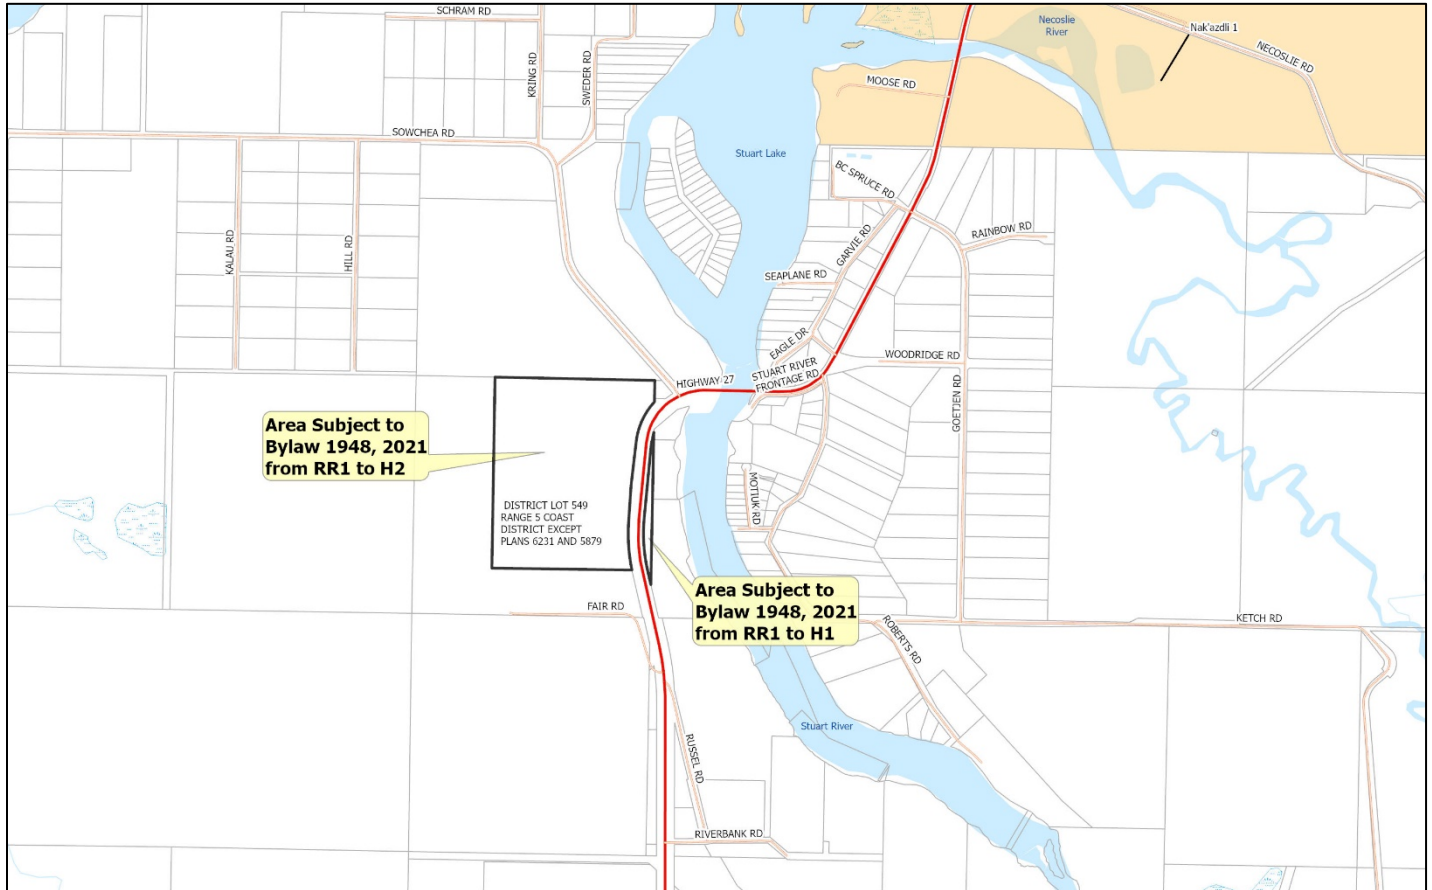 SCHRAM RD
Necoslie
River
Nak'azdli 1
NECOSLIE RD
KRING RD
SWEDER RD
MOOSE RD
SOWCHEA RD
Stuart Lake
BC SPRUCE RD
KALAU RD
HILL RD
GARVIE RD
RAINBOW RD
SEAPLANE RD
EAGLE DR
WOODRIDGE RD
STUART RIVER
FRONTAGE RD
HIGHWAY 27
GOETJEN RD
Area Subject to
Bylaw 1948, 2021
from RR1 to H2
MOTIUK RD
DISTRICT LOT 549
RANGE 5 COAST
DISTRICT EXCEPT
PLANS 6231 AND 5879
Area Subject to
Bylaw 1948, 2021
from RR1 to H1
FAIR RD
ROBERTS RD
KETCH RD
Stuart River
RUSSEL RD
RIVERBANK RD